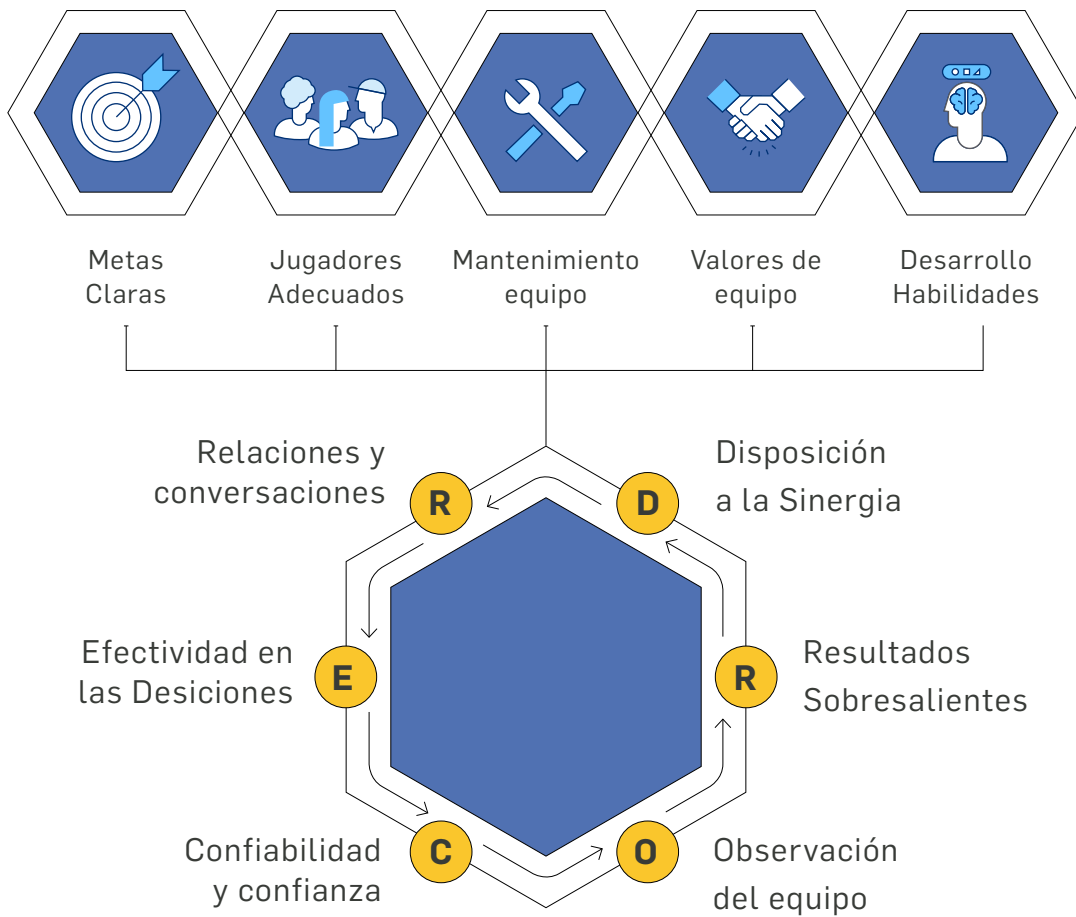 Metas
Claras
Jugadores
Adecuados
Mantenimiento
equipo
Valores de
equipo
Desarrollo
Habilidades
Relaciones y
conversaciones
R
D
Disposición
a la Sinergia
Efectividad en
las Desiciones
E
R
Resultados
Sobresalientes
Confiabilidad
y confianza
C
O
Observación
del equipo